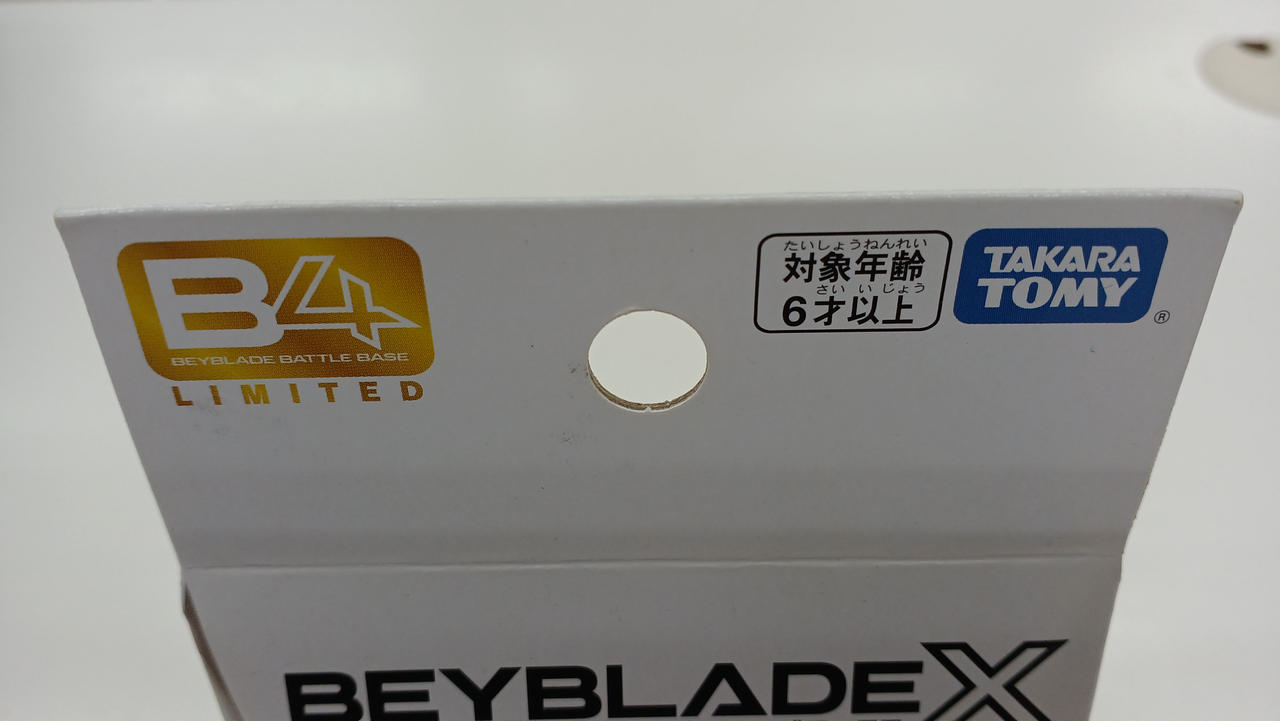 B4
BEYBLADE BATTLE BASE
LIMITED
たいしょうねんれい
対象年齢
さい い じょう
6才以上
TAKARA
TOMY
®
BEYBLADE X